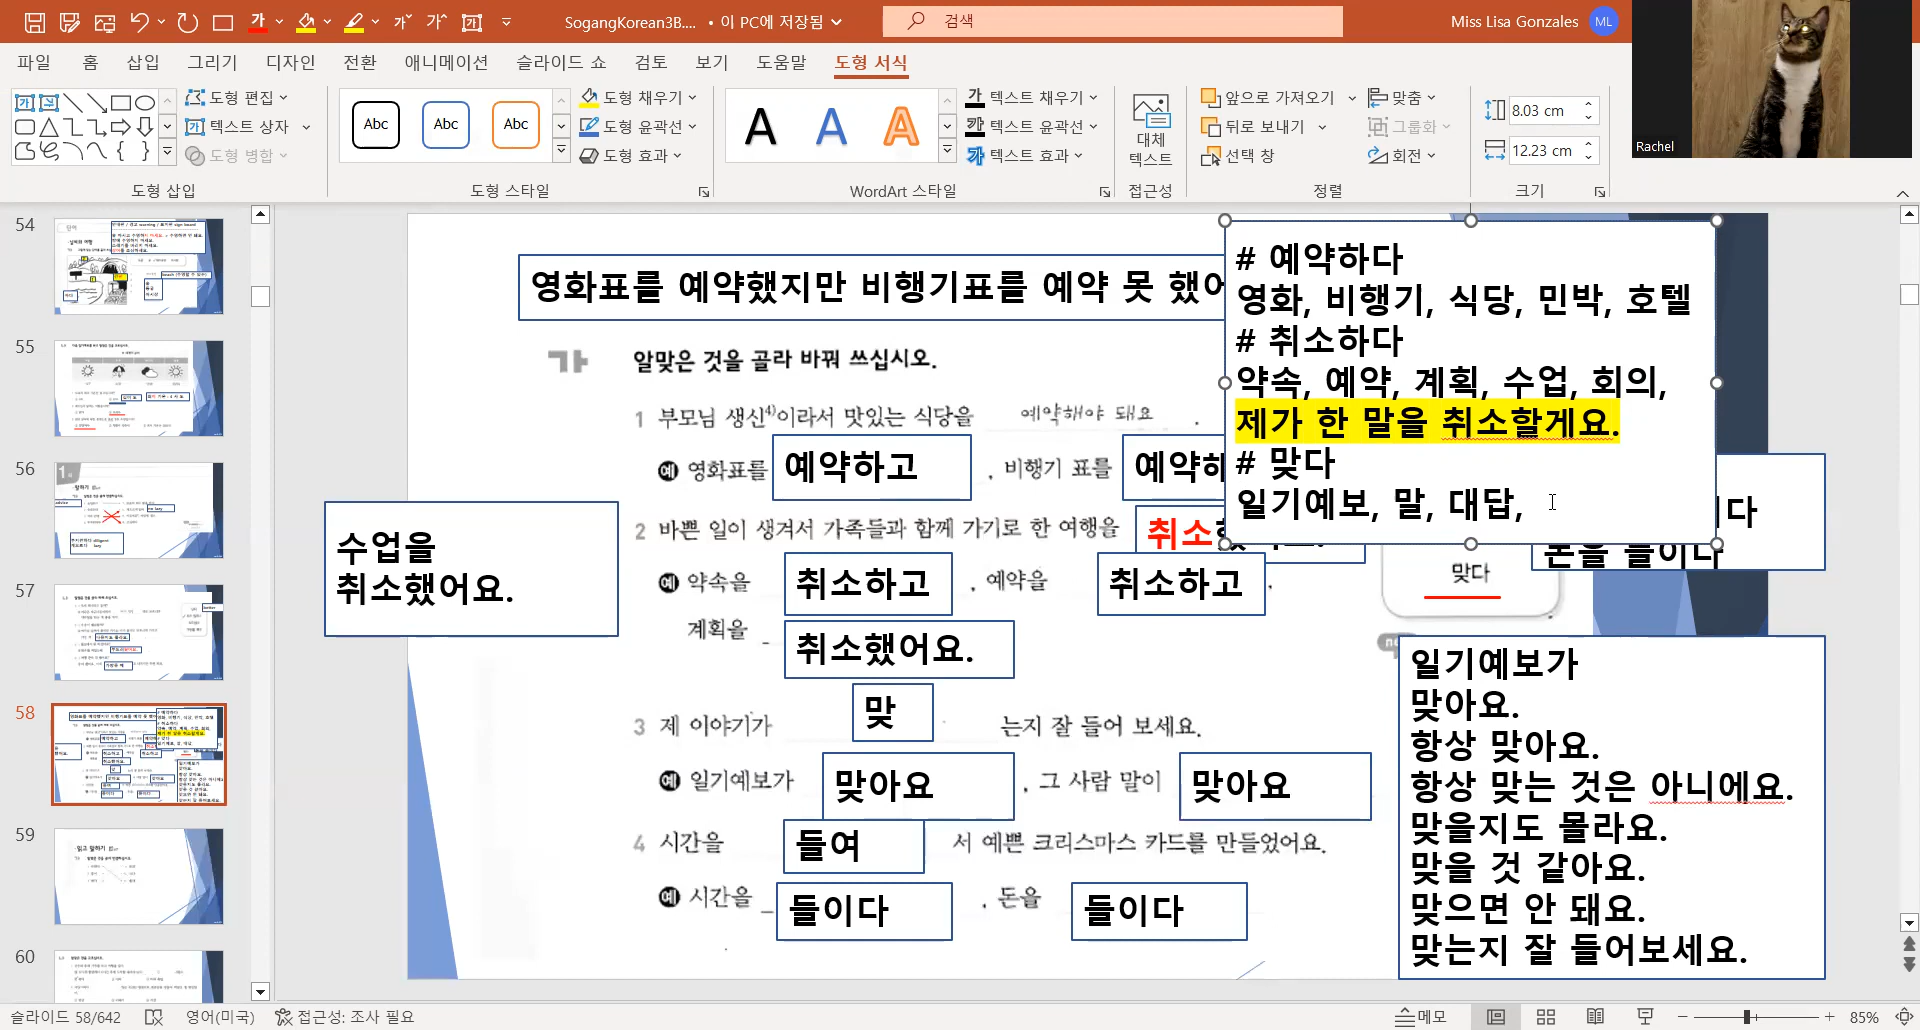 SogangKorean3B.... • 이 PC에 저장됨
검색
Miss Lisa Gonzales
ML
파일 홈 삽입 그리기 디자인 전환 애니메이션 슬라이드 쇼 검토 보기 도움말 도형 서식
도형 편집
텍스트 상자
도형 병합
도형 삽입
Abc Abc Abc
도형 채우기
도형 윤곽선
도형 효과
도형 스타일
A A A
텍스트 채우기
텍스트 윤곽선
텍스트 효과
WordArt 스타일
대체
텍스트
접근성
앞으로 가져오기
뒤로 보내기
선택 창
맞춤
그룹화
회전
정렬
8.03 cm
12.23 cm
크기
Rachel
54
55
56
57
58
59
60
영화표를 예약했지만 비행기표를 예약 못 했어
# 예약하다
영화, 비행기, 식당, 민박, 호텔
# 취소하다
약속, 예약, 계획, 수업, 회의,
제가 한 말을 취소할게요.
# 맞다
일기예보, 말, 대답,
가 알맞은 것을 골라 바꿔 쓰십시오.
1 부모님 생신4)이라서 맛있는 식당을 예약해야 돼요 .
예 영화표를 예약하고 , 비행기 표를 예약하
2 바쁜 일이 생겨서 가족들과 함께 가기로 한 여행을 취소
예 약속을 취소하고 , 예약을 취소하고 ,
계획을 취소했어요.
3 제 이야기가 맞 는지 잘 들어 보세요.
예 일기예보가 맞아요 , 그 사람 말이 맞아요
4 시간을 들여 서 예쁜 크리스마스 카드를 만들었어요.
예 시간을 들이다 , 돈을 들이다
수업을
취소했어요.
맞다
돈을 들이다
일기예보가
맞아요.
항상 맞아요.
항상 맞는 것은 아니에요.
맞을지도 몰라요.
맞을 것 같아요.
맞으면 안 돼요.
맞는지 잘 들어보세요.
슬라이드 58/642 영어(미국) 접근성: 조사 필요
메모
85%